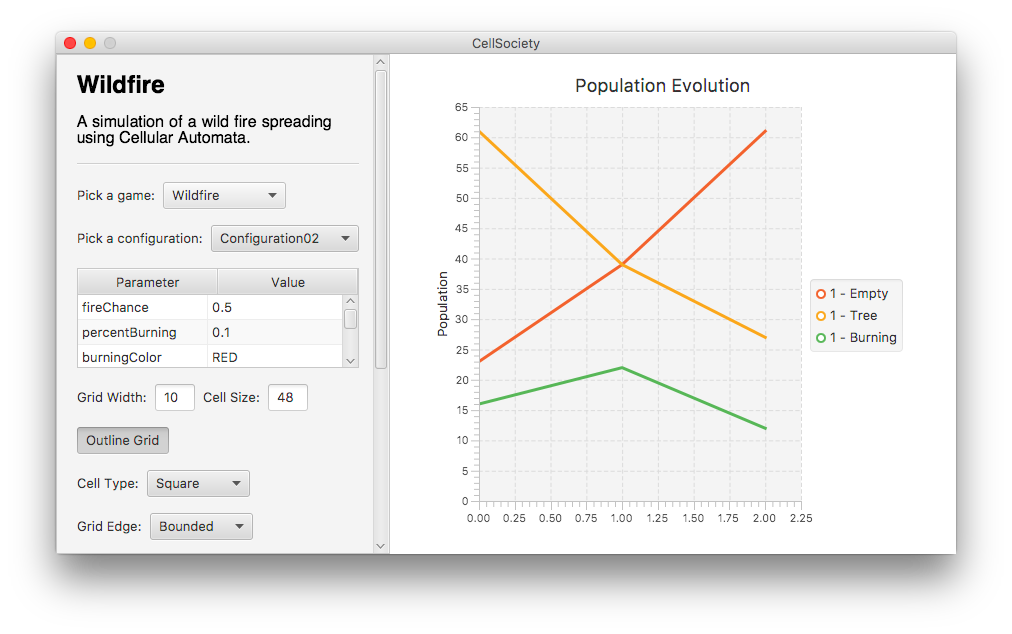 CellSociety
Wildfire
A simulation of a wild fire spreading
using Cellular Automata.
Pick a game: Wildfire
Pick a configuration: Configuration02
Parameter Value
fireChance 0.5
percentBurning 0.1
burningColor RED
Grid Width: 10 Cell Size: 48
Outline Grid
Cell Type: Square
Grid Edge: Bounded
Population Evolution
Population
65
60
55
50
45
40
35
30
25
20
15
10
5
0
0.00 0.25 0.50 0.75 1.00 1.25 1.50 1.75 2.00 2.25
1 - Empty
1 - Tree
1 - Burning